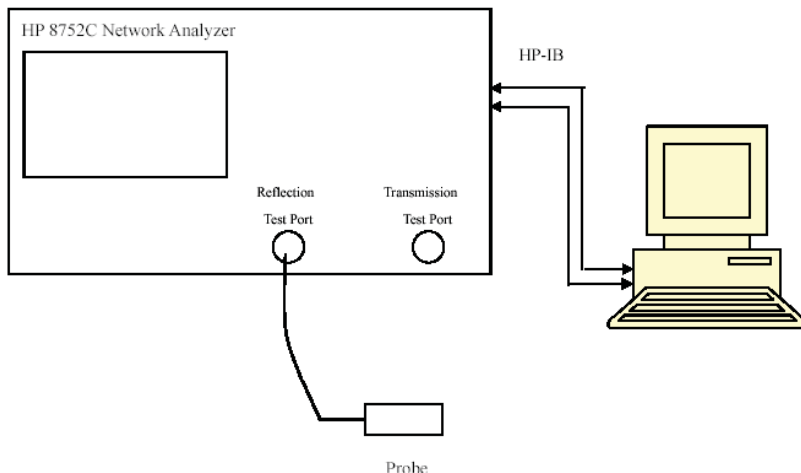 HP 8752C Network Analyzer
HP-IB
Reflection
Test Port
Transmission
Test Port
Probe